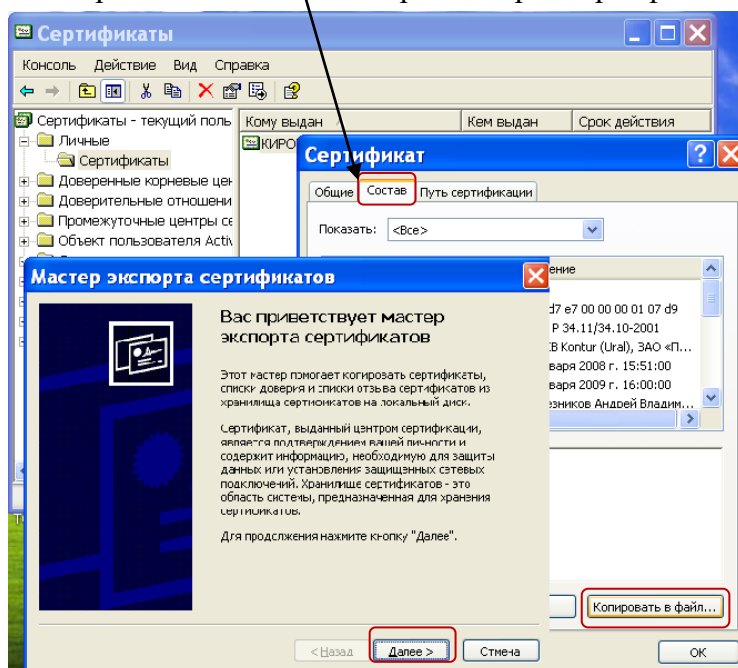 Сертификаты
Консоль Действие Вид Справка
Сертификаты - текущий поль
Личные
Сертификаты
Доверенные корневые цен
Доверительные отношени
Промежуточные центры се
Объект пользователя Activ
Кому выдан Кем выдан Срок действия
КИРО
Сертификат
Общие Состав Путь сертификации
Показать: <Все>
ение
d7 e7 00 00 00 01 07 d9
Р 34.11/34.10-2001
Kontur (Ural), ЗАО «П...
варя 2008 г. 15:51:00
варя 2009 г. 16:00:00
зников Андрей Владим...
Копировать в файл...
ОК
Мастер экспорта сертификатов
Вас приветствует мастер
экспорта сертификатов
Этот мастер помогает копировать сертификаты,
списки доверия и списки отзыва сертификатов из
хранилища сертификатов на локальный диск.
Сертификат, выданный центром сертификации,
является подтверждением вашей личности и
содержит информацию, необходимую для защиты
данных или установления защищенных сетевых
подключений. Хранилище сертификатов - это
область системы, предназначенная для хранения
сертификатов.
Для продолжения нажмите кнопку "Далее".
< Назад Далее > Отмена